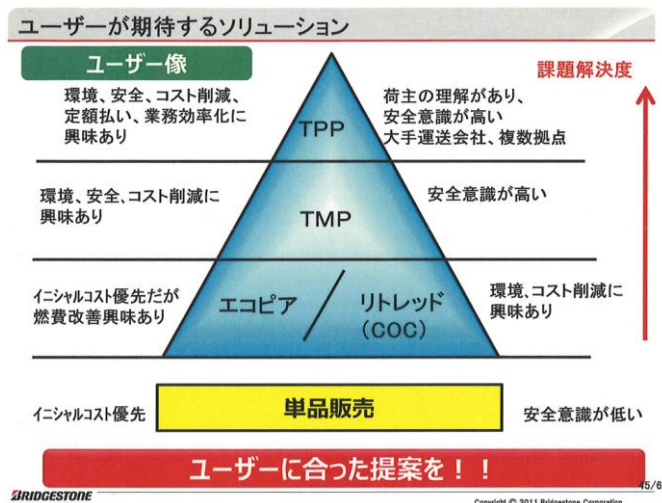 ユーザーが期待するソリューション
ユーザー像
課題解決度
環境、安全、コスト削減、
定額払い、業務効率化に
興味あり
TPP
荷主の理解があり、
安全意識が高い
大手運送会社、複数拠点
環境、安全、コスト削減に
興味あり
TMP
安全意識が高い
イニシャルコスト優先だが
燃費改善興味あり
エコピア
リトレッド
(COC)
環境、コスト削減に
興味あり
イニシャルコスト優先
単品販売
安全意識が低い
ユーザーに合った提案を！！
45/6
BRIDGESTONE
Copyright © 2011 Bridgestone Corporation